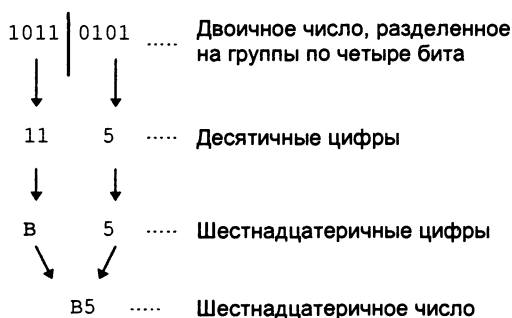 1011 0101 ..... Двоичное число, разделенное
на группы по четыре бита
11 5 ..... Десятичные цифры
B 5 ..... Шестнадцатеричные цифры
B5 ..... Шестнадцатеричное число